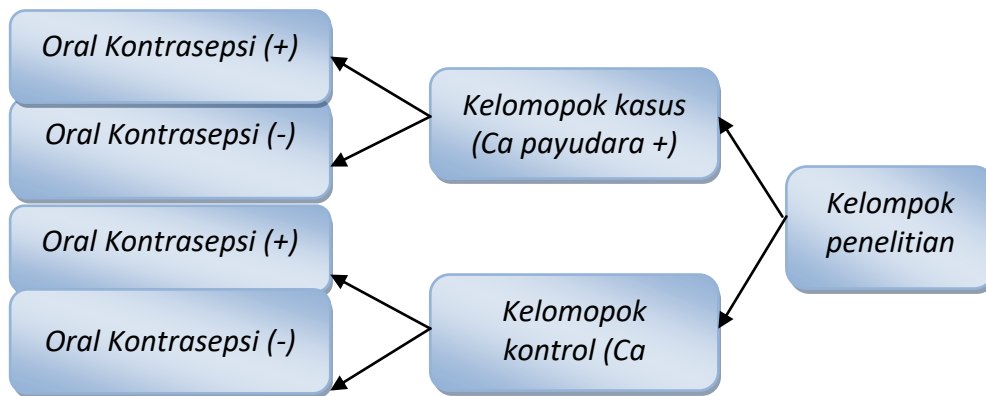 Oral Kontrasepsi (+)
Oral Kontrasepsi (-)
Oral Kontrasepsi (+)
Oral Kontrasepsi (-)
Kelomopok kasus
(Ca payudara +)
Kelomopok
kontrol (Ca
Kelompok
penelitian